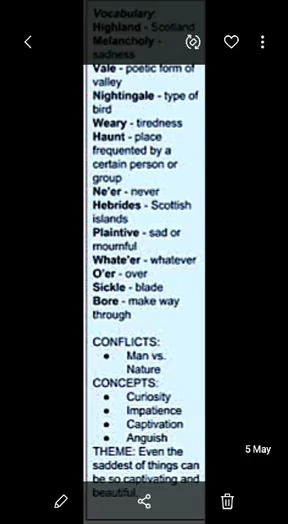 Vocabulary:
Highland - Scotland
Melancholy -
sadness
Vale - poetic form of
valley
Nightingale - type of
bird
Weary - tiredness
Haunt - place
frequented by a
certain person or
group
Ne'er - never
Hebrides - Scottish
islands
Plaintive - sad or
mournful
Whate'er - whatever
O'er - over
Sickle - blade
Bore - make way
through
CONFLICTS:
● Man vs.
Nature
CONCEPTS:
● Curiosity
● Impatience
● Captivation
● Anguish
THEME: Even the
saddest of things can
be so captivating and
beautiful.
5 May